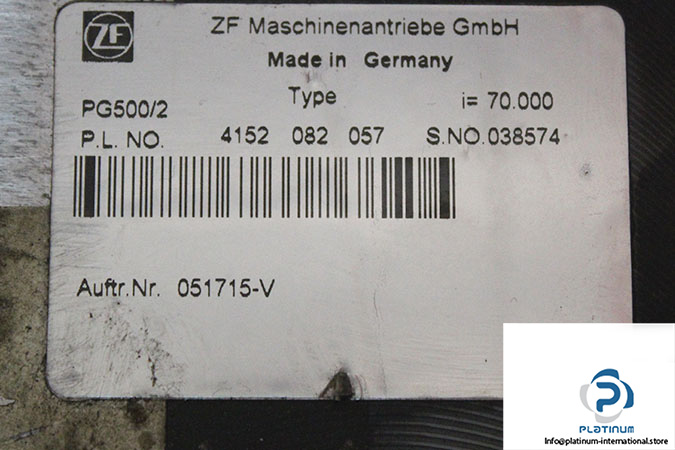 ZF
ZF Maschinenantriebe GmbH
Made in Germany
Type
PG500/2 i= 70.000
P.L. NO. 4152 082 057 S.NO.038574
Auftr.Nr. 051715-V
PLATINUM
Info@platinum-international.store